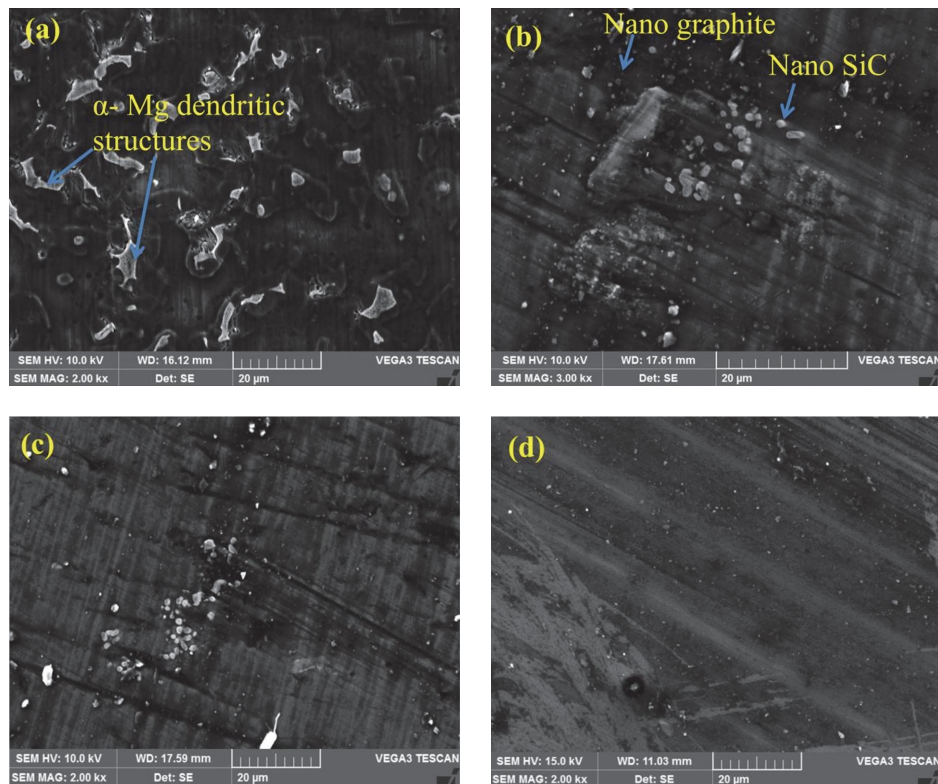 (a)
α- Mg dendritic
structures
SEM HV: 10.0 kV WD: 16.12 mm VEGA3 TESCAN
SEM MAG: 2.00 kx Det: SE 20 µm
(b)
Nano graphite
Nano SiC
SEM HV: 10.0 kV WD: 17.61 mm VEGA3 TESCAN
SEM MAG: 3.00 kx Det: SE 20 µm
(c)
SEM HV: 10.0 kV WD: 17.59 mm VEGA3 TESCAN
SEM MAG: 2.00 kx Det: SE 20 µm
(d)
SEM HV: 15.0 kV WD: 11.03 mm VEGA3 TESCAN
SEM MAG: 2.00 kx Det: SE 20 µm